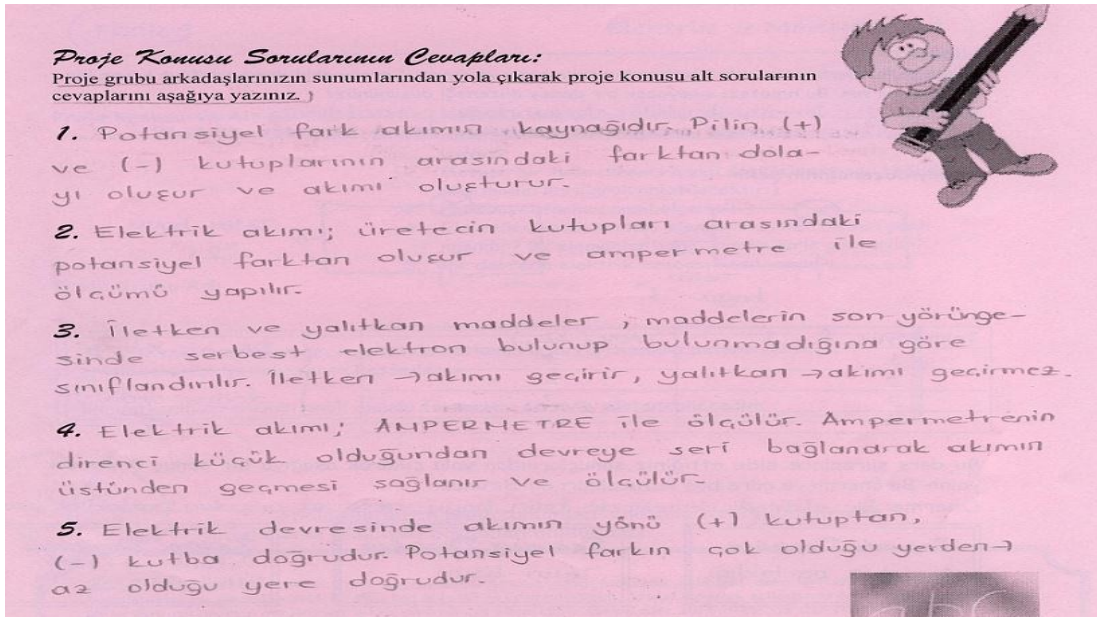 Proje Konusu Sorularının Cevapları:
Proje grubu arkadaşlarınızın sunumlarından yola çıkarak proje konusu alt sorularının
cevaplarını aşağıya yazınız. )
1. Potansiyel fark akımın kaynağıdır. Pilin (+)
ve (-) kutuplarının arasındaki farktan dola-
yı oluşur ve akımı oluşturur.
2. Elektrik akımı; üretecin kutupları arasındaki
potansiyel farktan oluşur ve ampermetre ile
ölçümü yapılır.
3. İletken ve yalıtkan maddeler, maddelerin son yörünge-
sinde serbest elektron bulunup bulunmadığına göre
sınıflandırılır. İletken → akımı geçirir, yalıtkan → akımı geçirmez.
4. Elektrik akımı; AMPERMETRE ile ölçülür. Ampermetrenin
direnci küçük olduğundan devreye seri bağlanarak akımın
üstünden geçmesi sağlanır ve ölçülür.
5. Elektrik devresinde akımın yönü (+) kutuptan,
(-) kutba doğrudur. Potansiyel farkın çok olduğu yerden →
az olduğu yere doğrudur.
abc